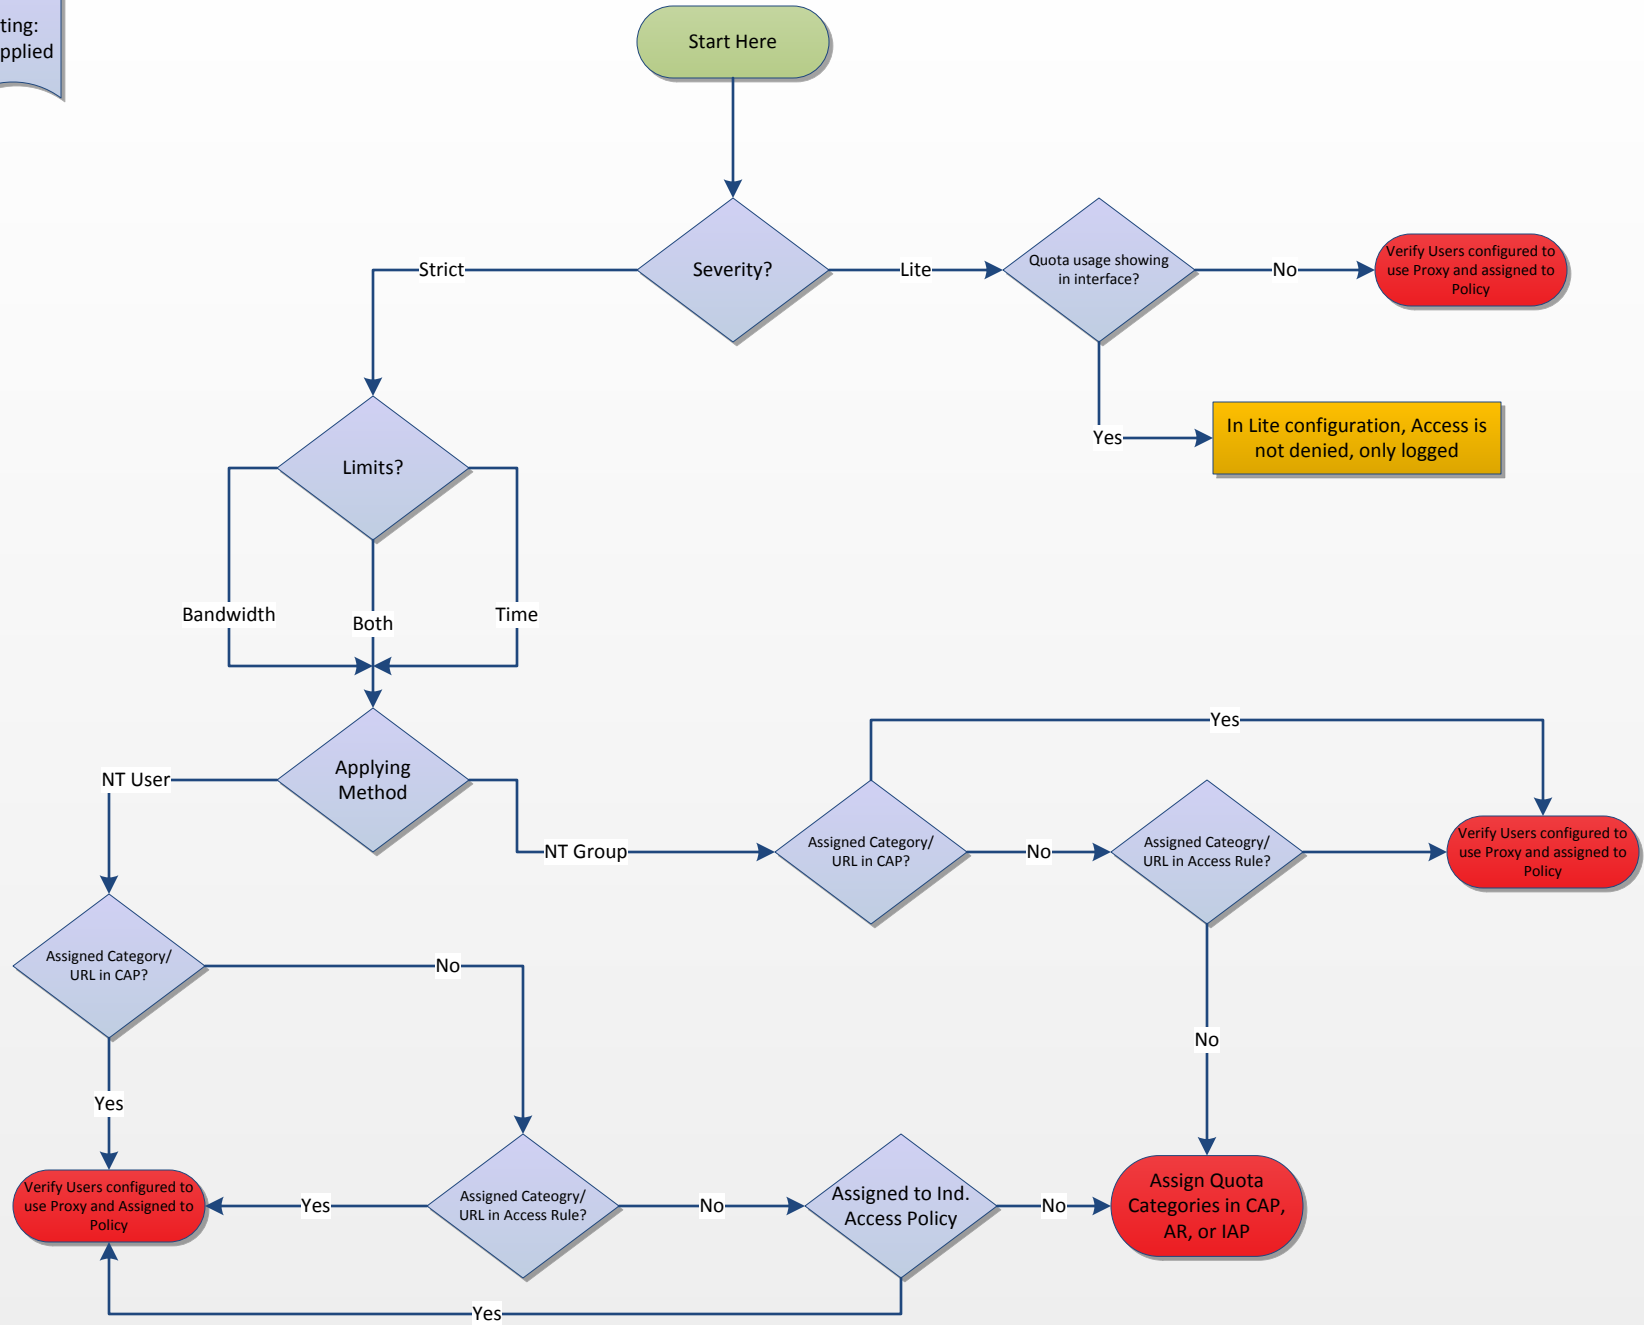 ting:
pplied
Start Here
Severity?
Strict
Lite
Quota usage showing
in interface?
No
Verify Users configured to
use Proxy and assigned to
Policy
Yes
In Lite configuration, Access is
not denied, only logged
Limits?
Bandwidth
Both
Time
Applying
Method
NT User
NT Group
Yes
Assigned Category/
URL in CAP?
No
Assigned Cateogry/
URL in Access Rule?
Verify Users configured to
use Proxy and assigned to
Policy
Assigned Category/
URL in CAP?
No
No
Yes
Verify Users configured to
use Proxy and Assigned to
Policy
Yes
Assigned Cateogry/
URL in Access Rule?
No
Assigned to Ind.
Access Policy
No
Assign Quota
Categories in CAP,
AR, or IAP
Yes